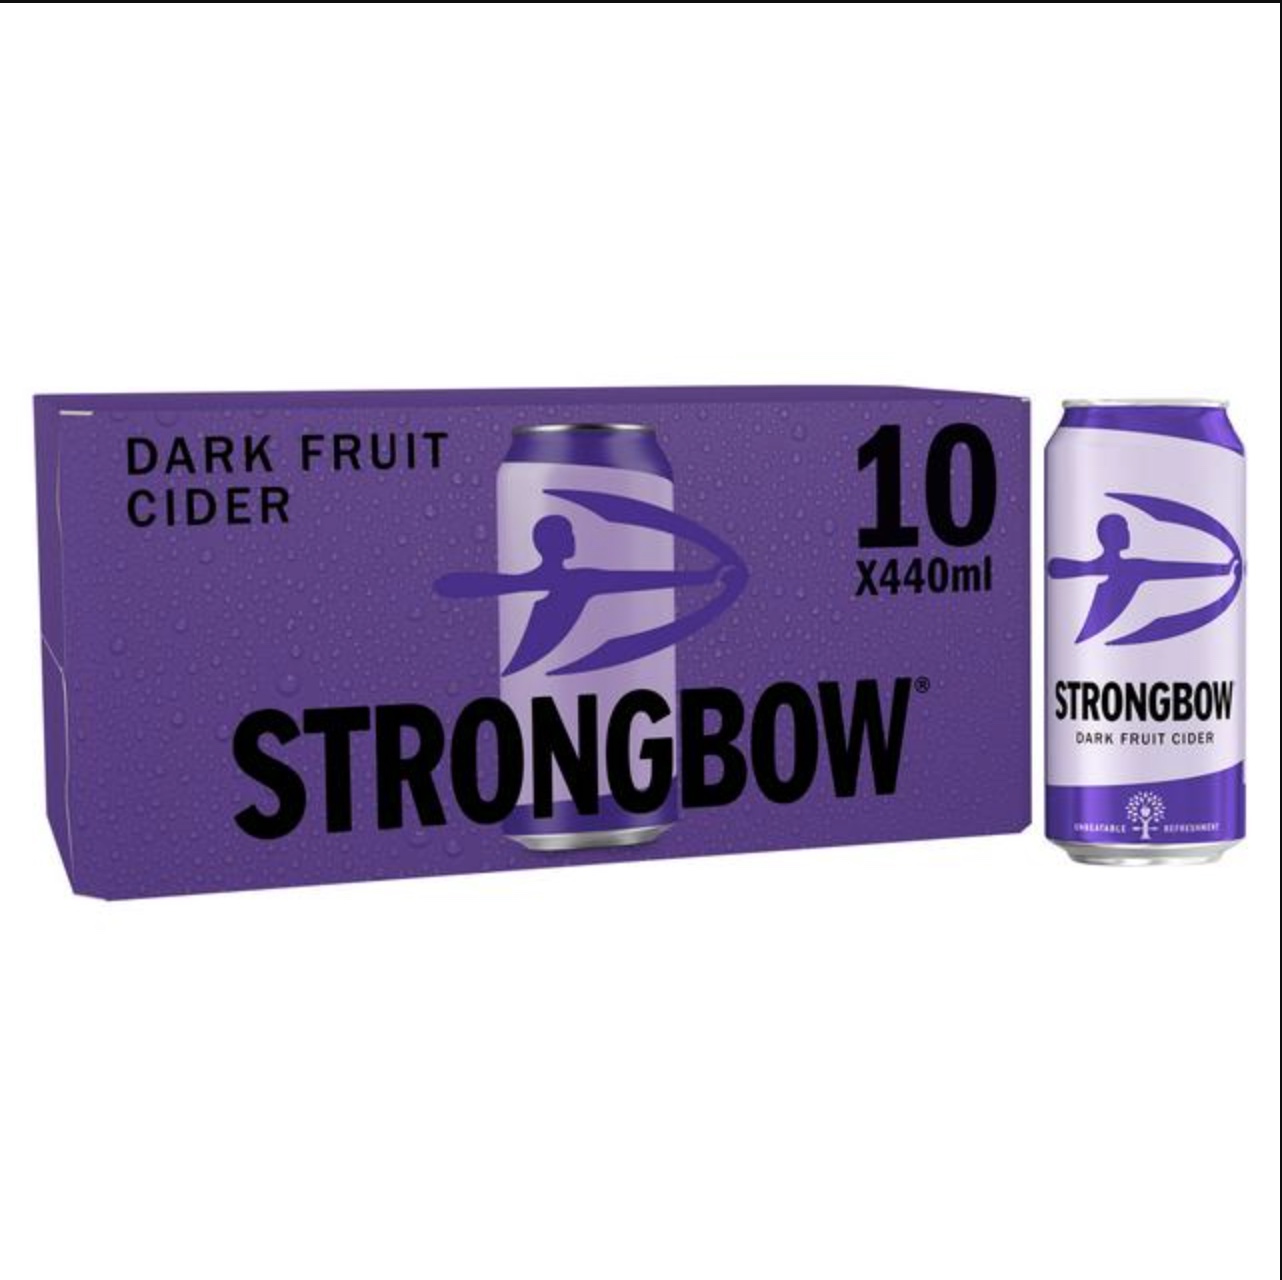 DARK FRUIT
CIDER
10
X440ml
STRONGBOW®
STRONGBOW
DARK FRUIT CIDER
UNBEATABLE REFRESHMENT